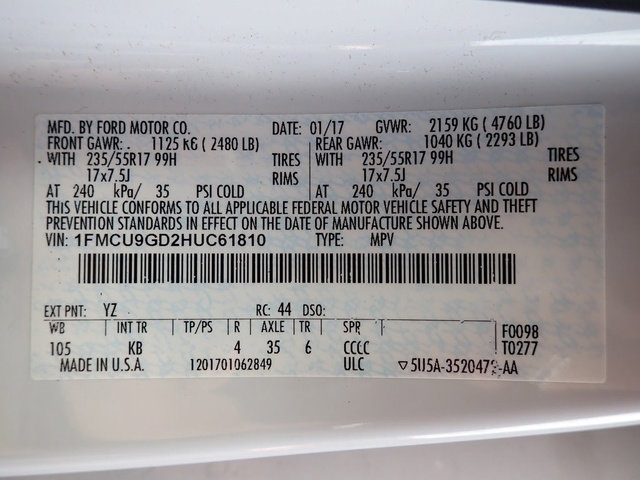 MFD. BY FORD MOTOR CO. DATE: 01/17 GVWR: 2159 KG ( 4760 LB)
FRONT GAWR: 1125 KG ( 2480 LB) REAR GAWR: 1040 KG ( 2293 LB)
WITH 235/55R17 99H TIRES WITH 235/55R17 99H TIRES
17x7.5J RIMS 17x7.5J RIMS
AT 240 kPa/ 35 PSI COLD AT 240 kPa/ 35 PSI COLD
THIS VEHICLE CONFORMS TO ALL APPLICABLE FEDERAL MOTOR VEHICLE SAFETY AND THEFT
PREVENTION STANDARDS IN EFFECT ON THE DATE OF MANUFACTURE SHOWN ABOVE.
VIN: 1FMCU9GD2HUC61810 TYPE: MPV
EXT PNT: YZ RC: 44 DSO:
WB INT TR TP/PS R AXLE TR SPR F0098
105 KB 4 35 6 CCCC T0277
MADE IN U.S.A. 1201701062849 ULC